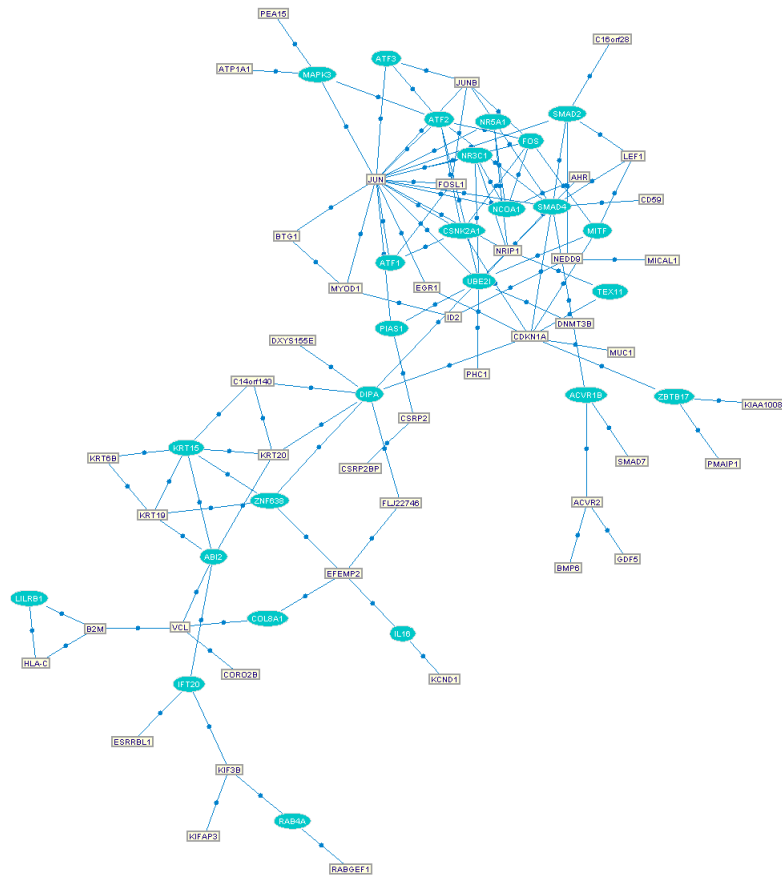 PEA15
C16orf28
ATF3
ATP1A1
MAPK3
JUNB
SMAD2
ATF2
NR5A1
FOS
NR3C1
LEF1
JUN
FOSL1
AHR
CD59
NCOA1
SMAD4
CSNK2A1
MITF
BTG1
NRIP1
NEDD9
MICAL1
ATF1
MYOD1
EGR1
UBE2I
TEX11
ID2
DNMT3B
PIAS1
CDKN1A
DXYS155E
MUC1
PHC1
C14orf140
DIPA
ACVR1B
ZBTB17
KIAA1008
CSRP2
KRT15
KRT6B
KRT20
CSRP2BP
SMAD7
PMAIP1
ZNF638
FLJ22746
ACVR2
KRT19
ABI2
EFEMP2
BMP6
GDF5
LILRB1
B2M
VCL
COL8A1
IL16
HLA-C
CORO2B
KCND1
IFT20
ESRRBL1
KIF3B
RAB4A
KIFAP3
RABGEF1